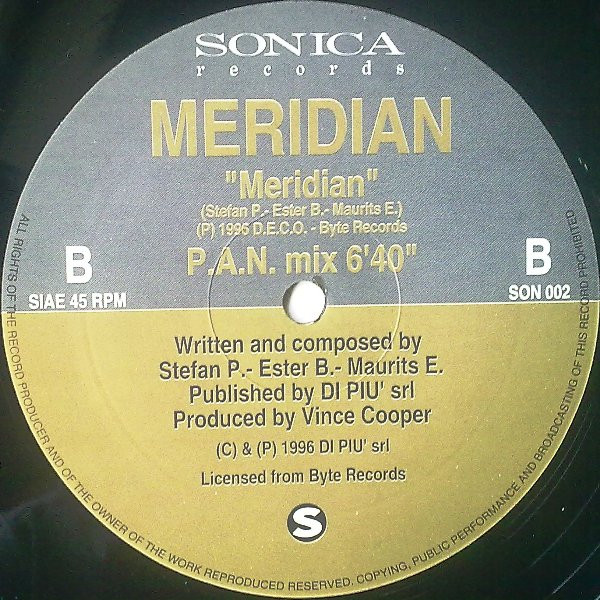 SONICA
records
MERIDIAN
"Meridian"
(Stefan P.- Ester B.- Maurits E.)
(P) 1996 D.E.C.O. - Byte Records
P.A.N. mix 6'40"
B
SIAE 45 RPM
B
SON 002
Written and composed by
Stefan P.- Ester B.- Maurits E.
Published by DI PIU' srl
Produced by Vince Cooper
(C) & (P) 1996 DI PIU' srl
Licensed from Byte Records
S
ALL RIGHTS OF THE RECORD PRODUCER AND OF THE OWNER OF THE WORK REPRODUCED RESERVED. COPYING, PUBLIC PERFORMANCE AND BROADCASTING OF THIS RECORD PROHIBITED